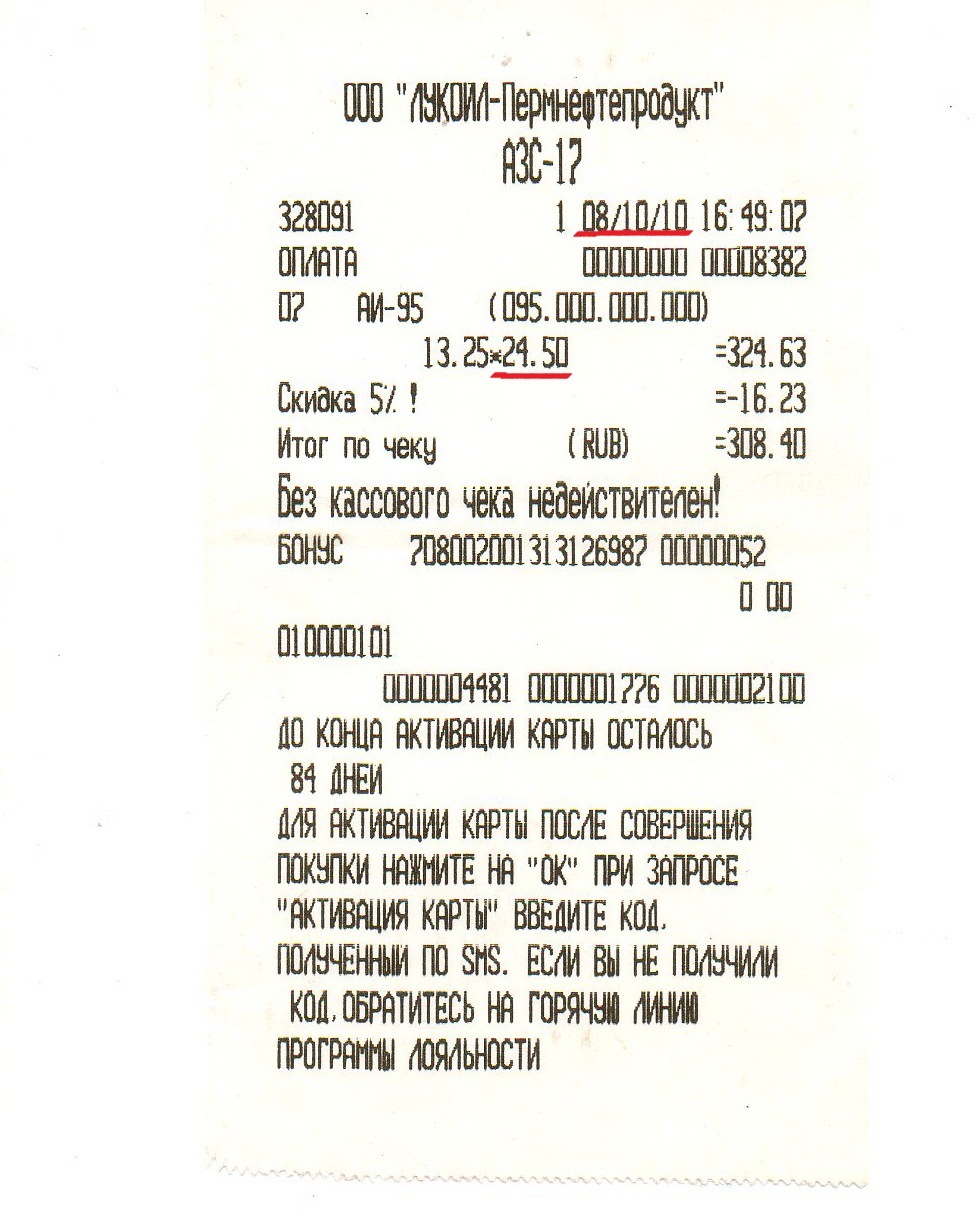 ООО "ЛУКОЙЛ-Пермнефтепродукт"
АЗС-17
328091 1 08/10/10 16:49:07
ОПЛАТА 00000000 00008382
07 АИ-95 (095.000.000.000)
13.25*24.50 =324.63
Скидка 5% ! =-16.23
Итог по чеку (RUB) =308.40
Без кассового чека недействителен!
БОНУС 708002001313126987 00000052
0 00
010000101
0000004481 0000001776 0000002100
ДО КОНЦА АКТИВАЦИИ КАРТЫ ОСТАЛОСЬ
84 ДНЕЙ
ДЛЯ АКТИВАЦИИ КАРТЫ ПОСЛЕ СОВЕРШЕНИЯ
ПОКУПКИ НАЖМИТЕ НА "ОК" ПРИ ЗАПРОСЕ
"АКТИВАЦИЯ КАРТЫ" ВВЕДИТЕ КОД,
ПОЛУЧЕННЫЙ ПО SMS. ЕСЛИ ВЫ НЕ ПОЛУЧИЛИ
КОД,ОБРАТИТЕСЬ НА ГОРЯЧУЮ ЛИНИЮ
ПРОГРАММЫ ЛОЯЛЬНОСТИ